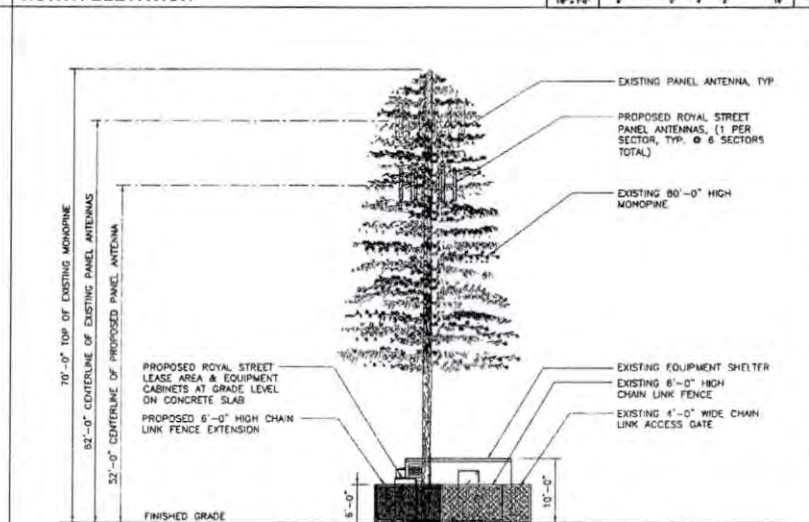 EXISTING PANEL ANTENNA, TYP
PROPOSED ROYAL STREET
PANEL ANTENNAS, (1 PER
SECTOR, TYP. @ 6 SECTORS
TOTAL)
EXISTING 80'-0" HIGH
MONOPINE
70'-0" TOP OF EXISTING MONOPINE
62'-0" CENTERLINE OF EXISTING PANEL ANTENNAS
52'-0" CENTERLINE OF PROPOSED PANEL ANTENNA
PROPOSED ROYAL STREET
LEASE AREA & EQUIPMENT
CABINETS AT GRADE LEVEL
ON CONCRETE SLAB
PROPOSED 6'-0" HIGH CHAIN
LINK FENCE EXTENSION
EXISTING EQUIPMENT SHELTER
EXISTING 6'-0" HIGH
CHAIN LINK FENCE
EXISTING 4'-0" WIDE CHAIN
LINK ACCESS GATE
6'-0"
10'-0"
FINISHED GRADE